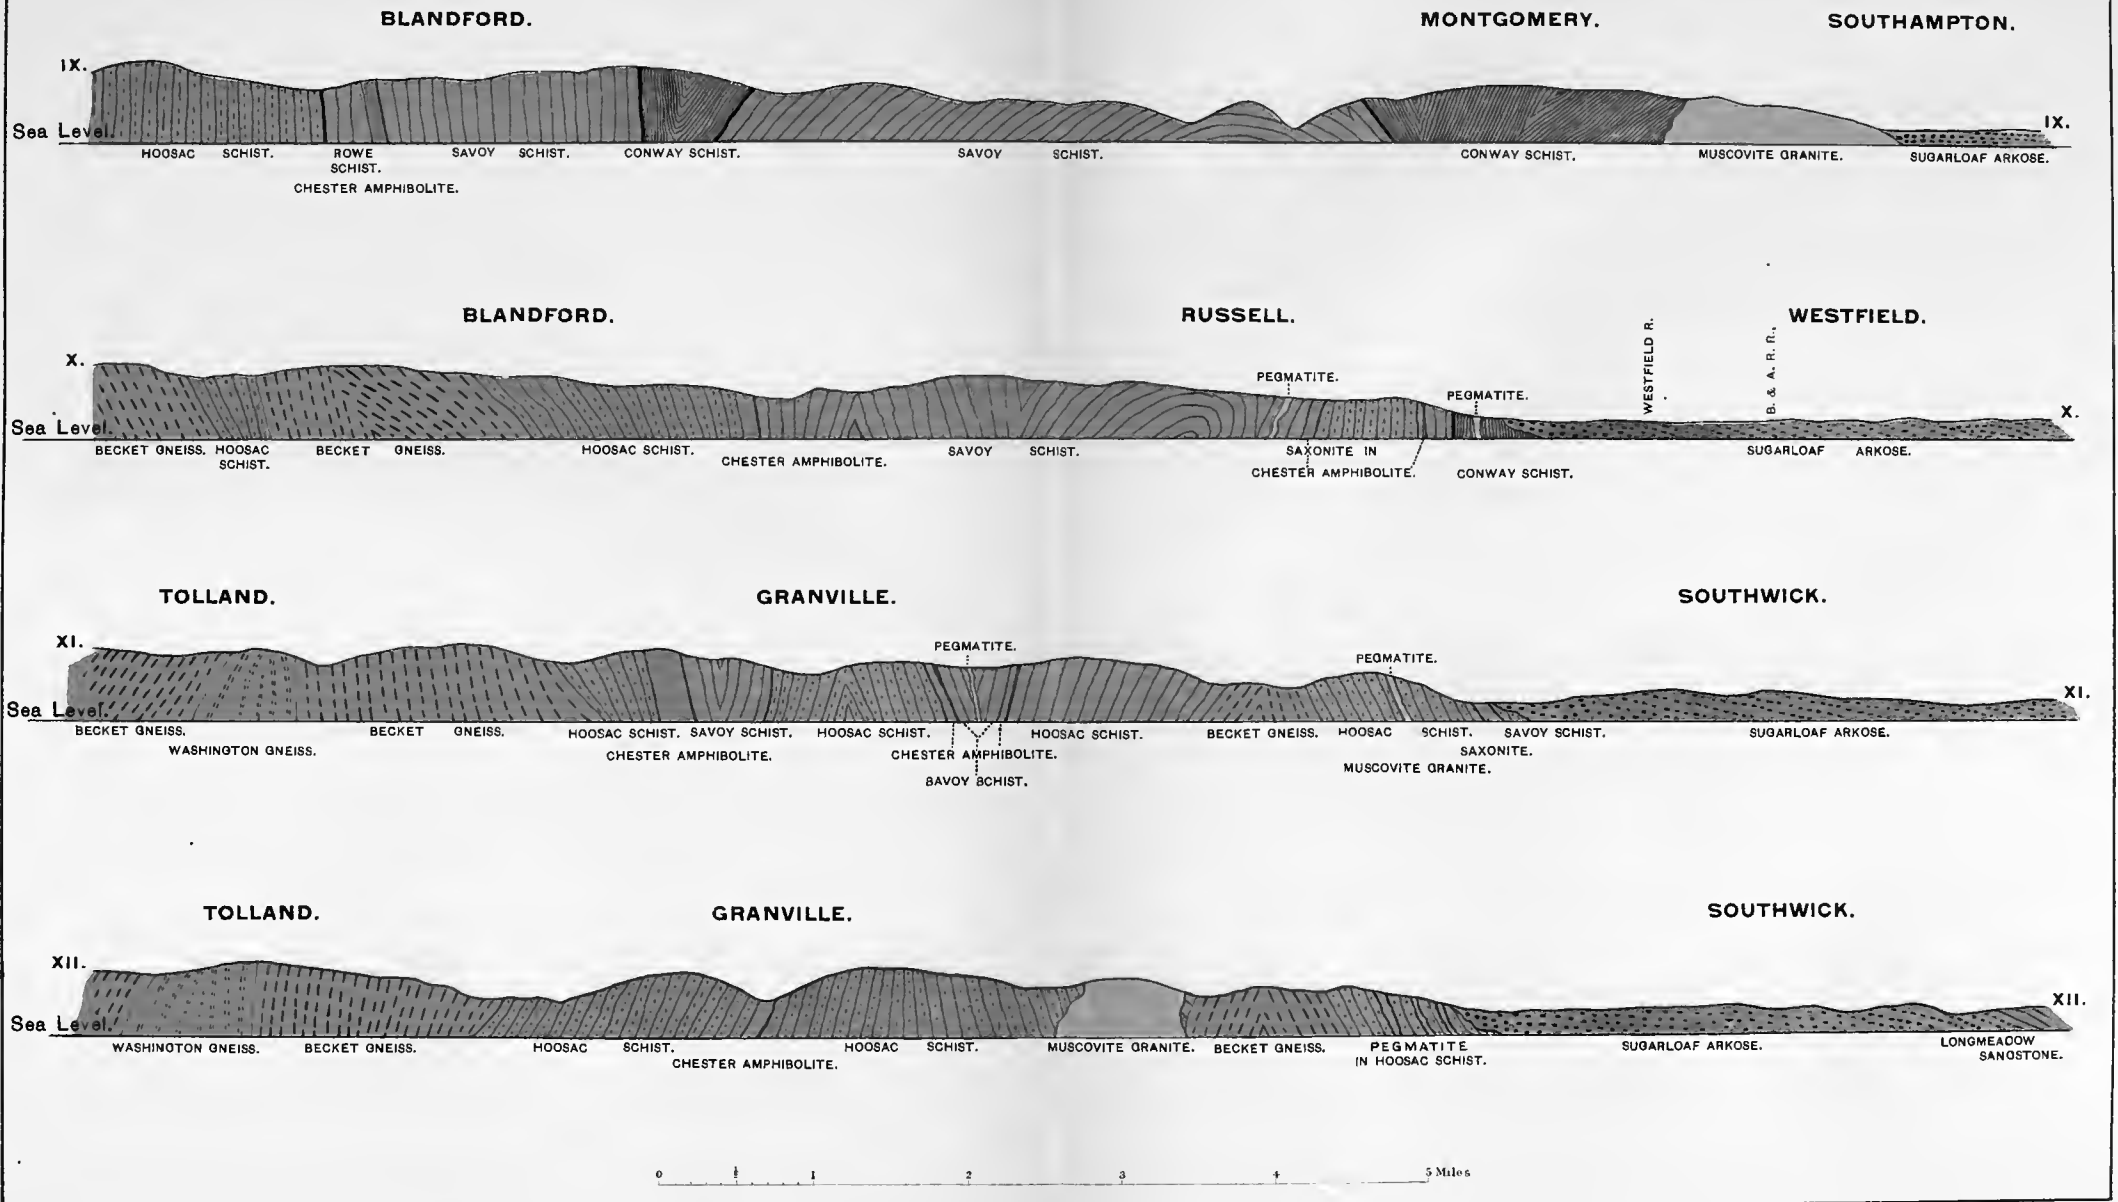 BLANDFORD. MONTGOMERY. SOUTHAMPTON.
IX.
Sea Level.
IX.
HOOSAC SCHIST. ROWE SCHIST. SAVOY SCHIST. CONWAY SCHIST. SAVOY SCHIST. CONWAY SCHIST. MUSCOVITE GRANITE. SUGARLOAF ARKOSE.
CHESTER AMPHIBOLITE.
BLANDFORD. RUSSELL. WESTFIELD R. B. & A. R. R., WESTFIELD.
X.
PEGMATITE.
PEGMATITE.
X.
Sea Level.
BECKET GNEISS. HOOSAC SCHIST. BECKET GNEISS. HOOSAC SCHIST. SAVOY SCHIST. SAXONITE IN SUGARLOAF ARKOSE.
CHESTER AMPHIBOLITE. CHESTER AMPHIBOLITE. CONWAY SCHIST.
TOLLAND. GRANVILLE. SOUTHWICK.
XI.
PEGMATITE.
PEGMATITE.
XI.
Sea Level.
BECKET GNEISS. BECKET GNEISS. HOOSAC SCHIST. SAVOY SCHIST. HOOSAC SCHIST. HOOSAC SCHIST. BECKET GNEISS. HOOSAC SCHIST. SAVOY SCHIST. SUGARLOAF ARKOSE.
WASHINGTON GNEISS. CHESTER AMPHIBOLITE. CHESTER AMPHIBOLITE. SAXONITE.
MUSCOVITE GRANITE.
SAVOY SCHIST.
TOLLAND. GRANVILLE. SOUTHWICK.
XII.
XII.
Sea Level.
WASHINGTON GNEISS. BECKET GNEISS. HOOSAC SCHIST. HOOSAC SCHIST. MUSCOVITE GRANITE. BECKET GNEISS. PEGMATITE SUGARLOAF ARKOSE. LONGMEADOW
CHESTER AMPHIBOLITE. IN HOOSAC SCHIST. SANDSTONE.
0 ½ 1 2 3 4 5 Miles